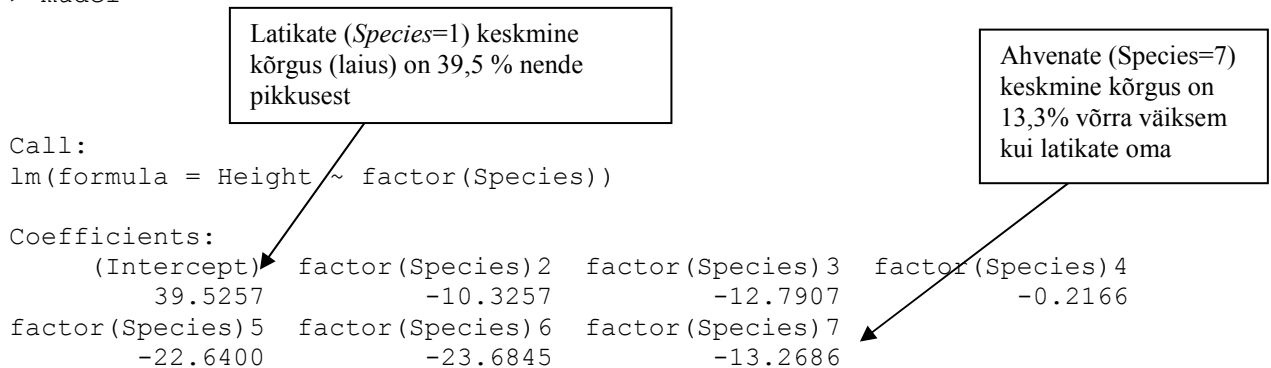 Latikate (Species=1) keskmine
kõrgus (laius) on 39,5 % nende
pikkusest
Ahvenate (Species=7)
keskmine kõrgus on
13,3% võrra väiksem
kui latikate oma
Call:
lm(formula = Height ~ factor(Species))
Coefficients:
(Intercept) factor(Species)2 factor(Species)3 factor(Species)4
39.5257 -10.3257 -12.7907 -0.2166
factor(Species)5 factor(Species)6 factor(Species)7
-22.6400 -23.6845 -13.2686